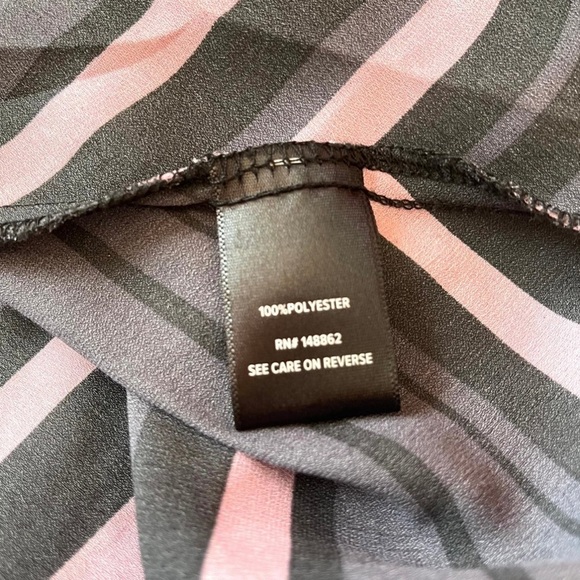 100%POLYESTER
RN# 148862
SEE CARE ON REVERSE